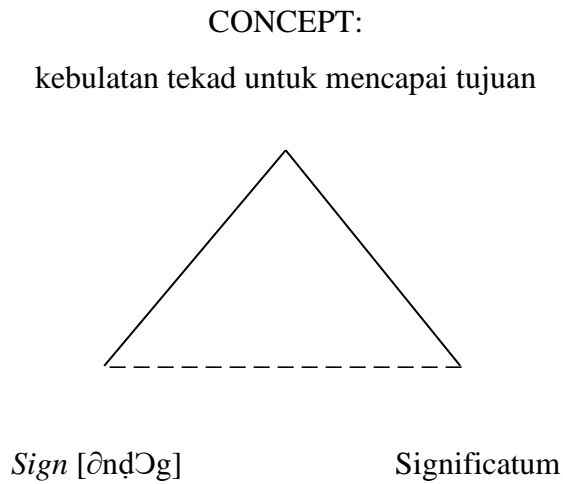 CONCEPT:
kebulatan tekad untuk mencapai tujuan
Sign [∂nḍƆg] Significatum